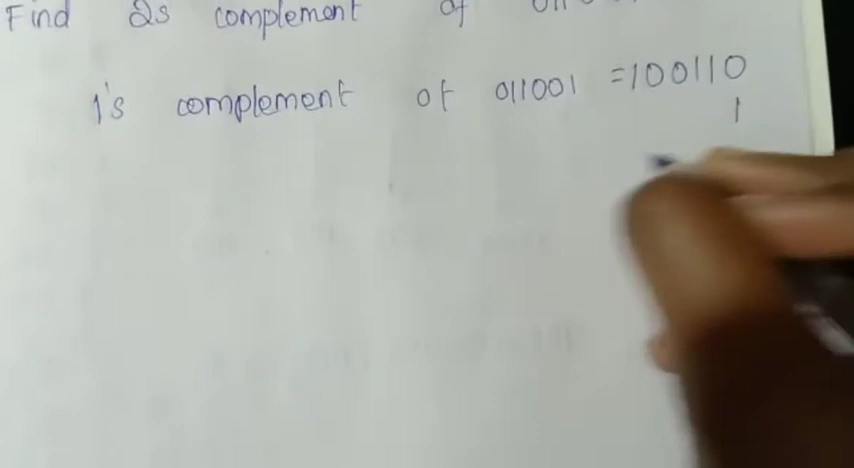 Find 2s complement of
1's complement of 011001 = 100110
1